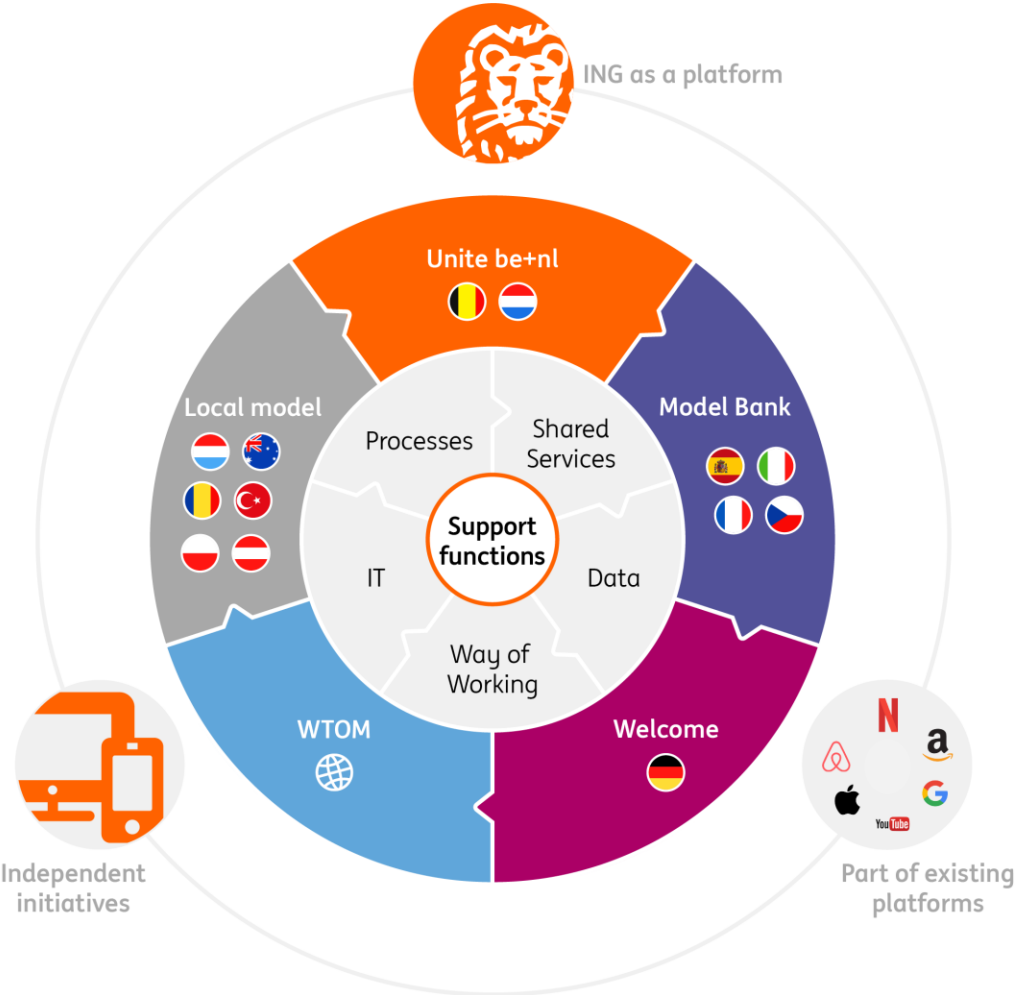 ING as a platform
Unite be+nl
Local model
Model Bank
Processes
Shared
Services
Support
functions
IT
Data
Way of
Working
WTOM
Welcome
N
a
G
YouTube
Independent
initiatives
Part of existing
platforms